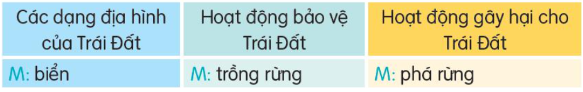 Các dạng địa hình
của Trái Đất
Hoạt động bảo vệ
Trái Đất
Hoạt động gây hại cho
Trái Đất
M: biển
M: trồng rừng
M: phá rừng